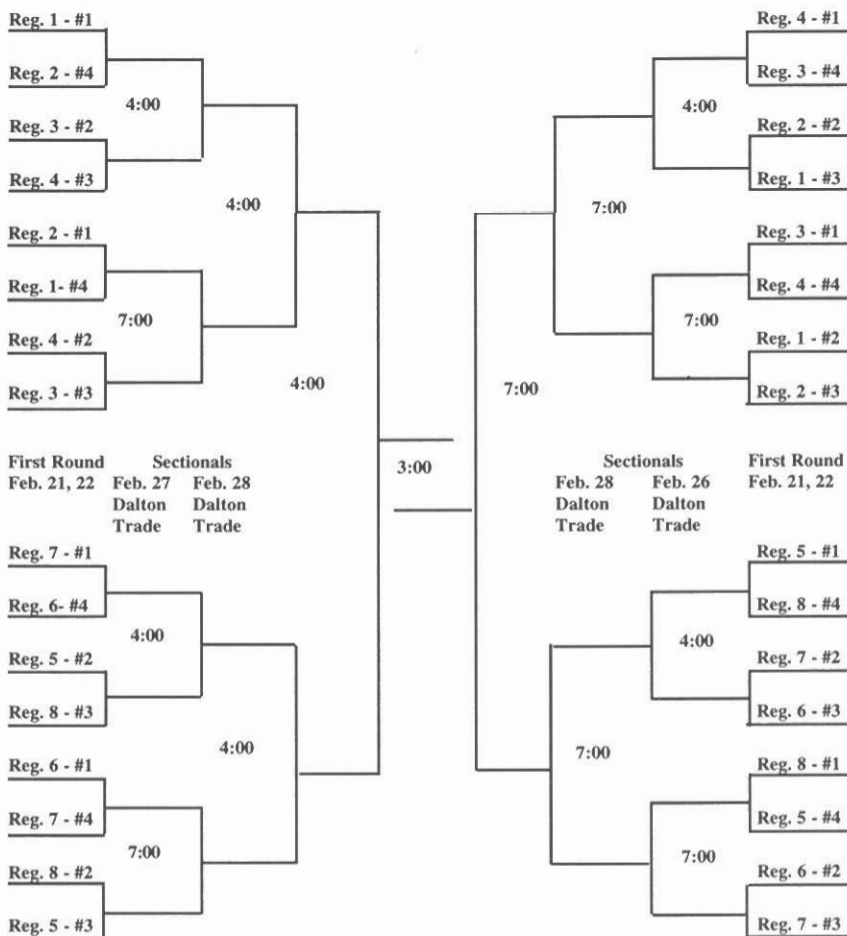 Reg. 1 - #1
Reg. 2 - #4
4:00
Reg. 3 - #2
Reg. 4 - #3
4:00
Reg. 2 - #1
Reg. 1- #4
7:00
Reg. 4 - #2
Reg. 3 - #3
4:00
First Round Sectionals
Feb. 21, 22 Feb. 27 Feb. 28
Dalton Dalton
Trade Trade
Reg. 7 - #1
Reg. 6- #4
4:00
Reg. 5 - #2
Reg. 8 - #3
4:00
Reg. 6 - #1
Reg. 7 - #4
7:00
Reg. 8 - #2
Reg. 5 - #3
3:00
Reg. 4 - #1
Reg. 3 - #4
4:00
Reg. 2 - #2
Reg. 1 - #3
7:00
Reg. 3 - #1
Reg. 4 - #4
7:00
Reg. 1 - #2
Reg. 2 - #3
7:00
Sectionals First Round
Feb. 28 Feb. 26 Feb. 21, 22
Dalton Dalton
Trade Trade
Reg. 5 - #1
Reg. 8 - #4
4:00
Reg. 7 - #2
Reg. 6 - #3
7:00
Reg. 8 - #1
Reg. 5 - #4
7:00
Reg. 6 - #2
Reg. 7 - #3